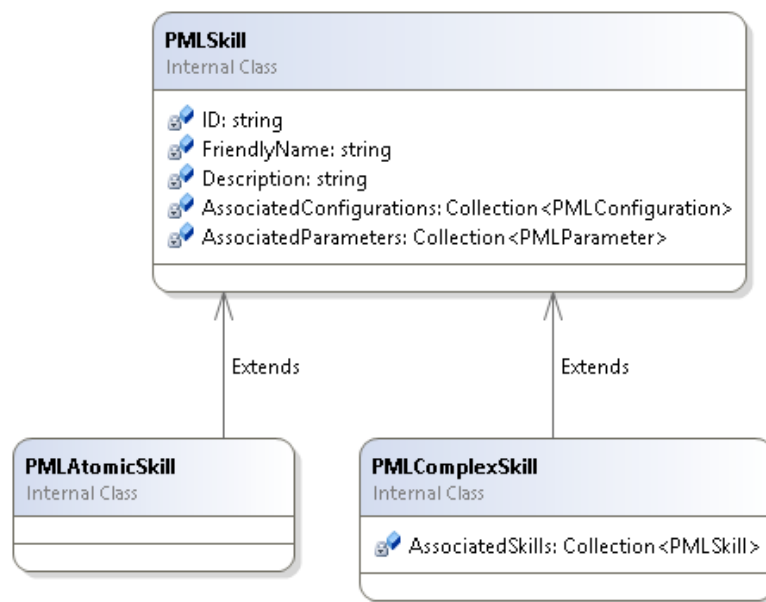 PMLSkill
Internal Class
ID: string
FriendlyName: string
Description: string
AssociatedConfigurations: Collection<PMLConfiguration>
AssociatedParameters: Collection<PMLParameter>
Extends
Extends
PMLAtomicSkill
Internal Class
PMLComplexSkill
Internal Class
AssociatedSkills: Collection<PMLSkill>